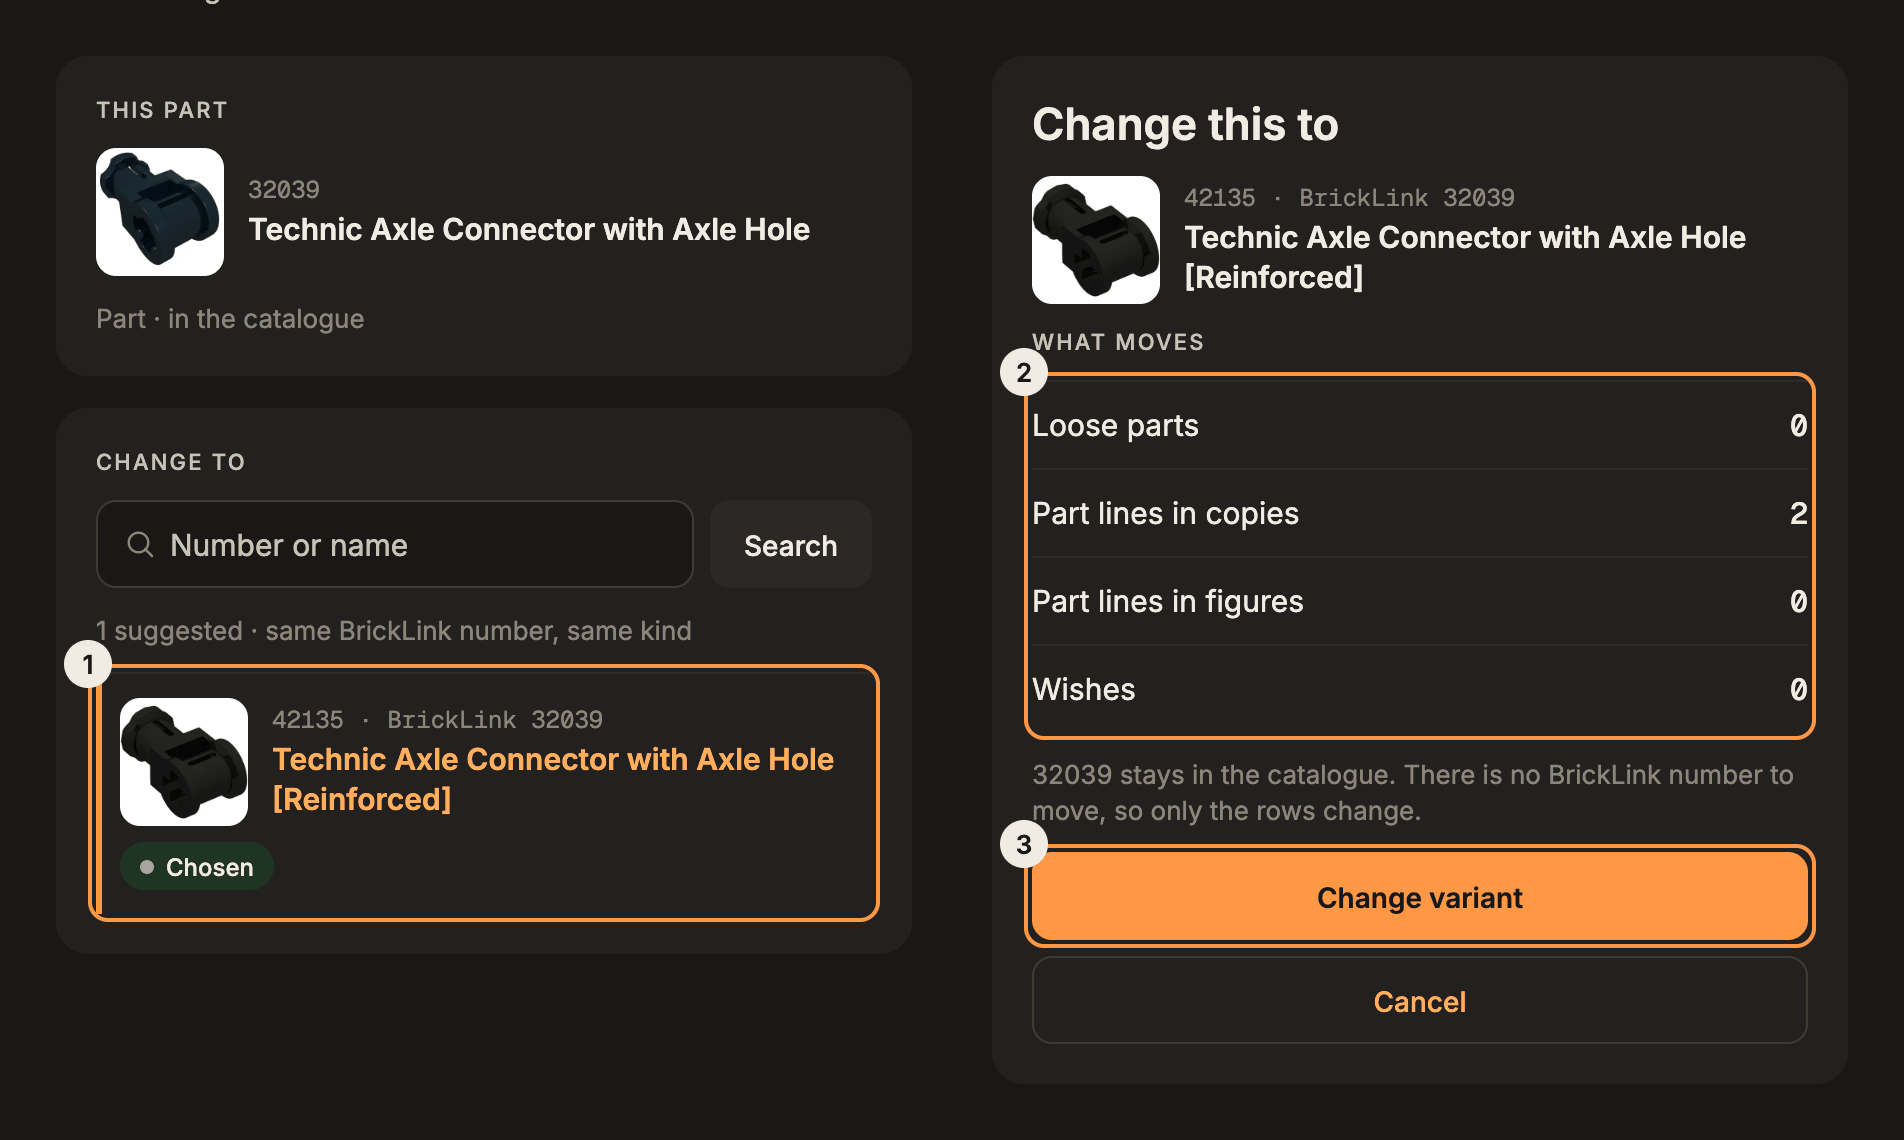 THIS PART
32039
Technic Axle Connector with Axle Hole
Part · in the catalogue
CHANGE TO
Number or name
Search
1 suggested · same BrickLink number, same kind
1
42135 · BrickLink 32039
Technic Axle Connector with Axle Hole
[Reinforced]
Chosen
Change this to
42135 · BrickLink 32039
Technic Axle Connector with Axle Hole
[Reinforced]
WHAT MOVES
2
Loose parts 0
Part lines in copies 2
Part lines in figures 0
Wishes 0
32039 stays in the catalogue. There is no BrickLink number to
move, so only the rows change.
3
Change variant
Cancel